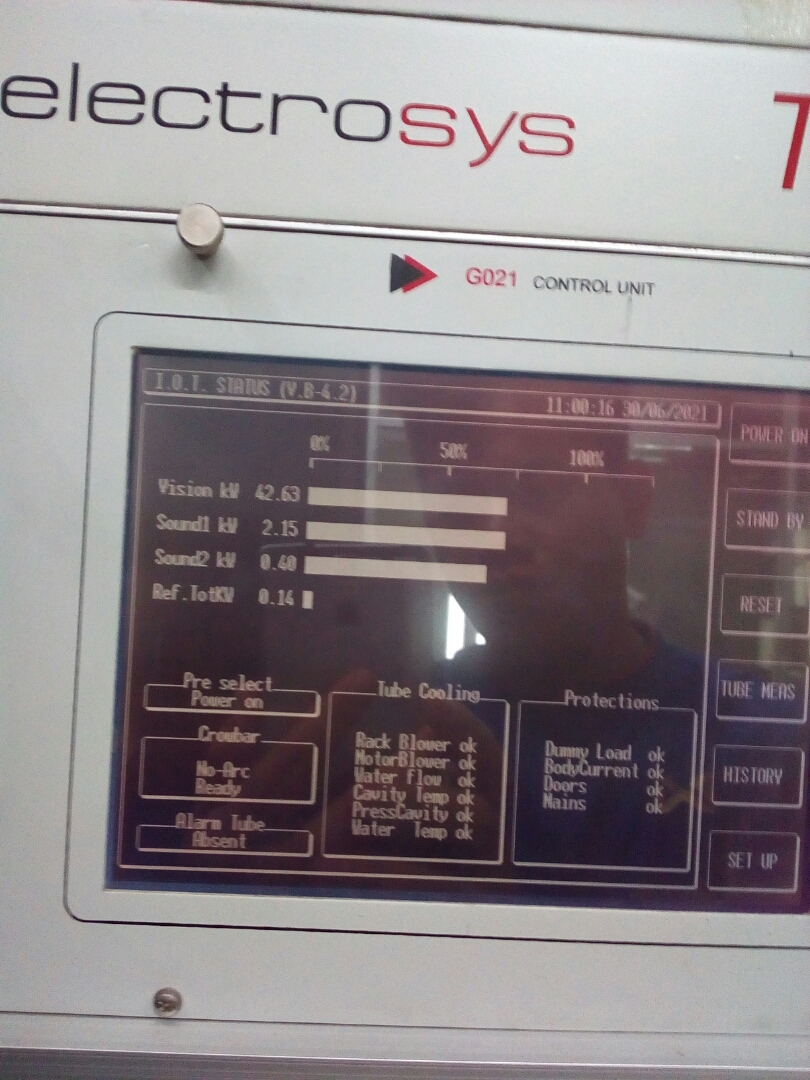 electrosys T
G021 CONTROL UNIT
I.O.T. STATUS (V.B-4.2)
11:00:16 30/06/2021
POWER ON
0% 50% 100%
Vision kW 42.63
Sound1 kW 2.15
Sound2 kW 0.40
Ref.TotKW 0.14
STAND BY
RESET
TUBE MEAS
HISTORY
SET UP
Pre select
Power on
Crowbar
No-Arc
Ready
Alarm Tube
Absent
Tube Cooling
Rack Blower ok
MotorBlower ok
Water flow ok
Cavity Temp ok
PressCavity ok
Water Temp ok
Protections
Dummy Load ok
BodyCurrent ok
Doors ok
Mains ok